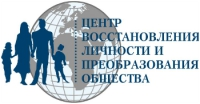 ЦЕНТР
ВОССТАНОВЛЕНИЯ
ЛИЧНОСТИ И
ПРЕОБРАЗОВАНИЯ
ОБЩЕСТВА